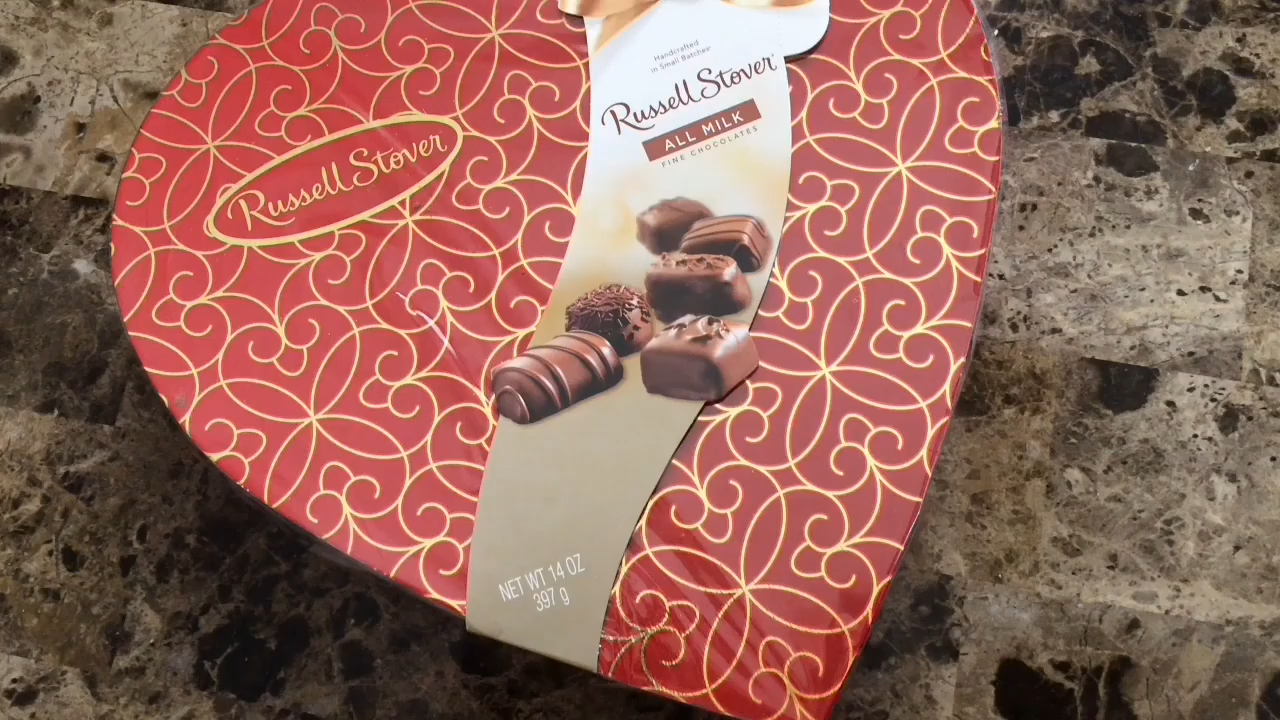 Handcrafted
in Small Batches
Russell Stover
ALL MILK
FINE CHOCOLATES
Russell Stover
NET WT 14 OZ
397 g